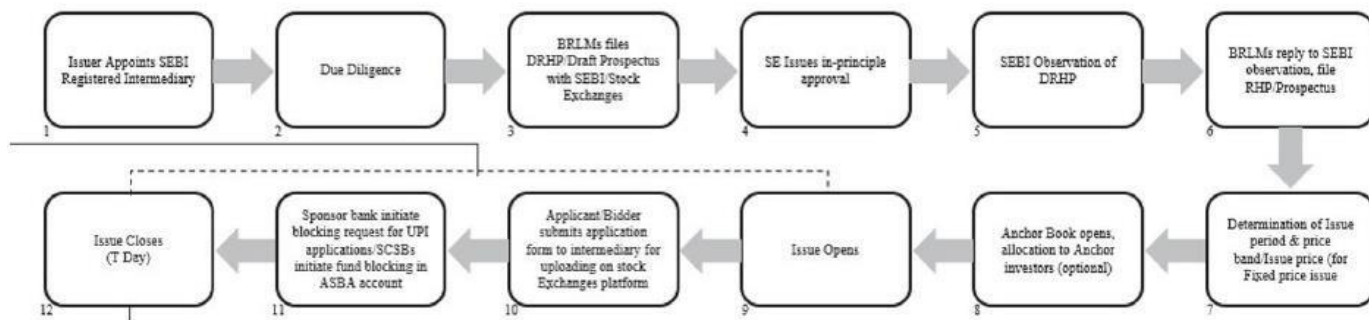 Issuer Appoints SEBI
Registered Intermediary
1
Due Diligence
2
BRLMs files
DRHP/Draft Prospectus
with SEBI/Stock
Exchanges
3
SE Issues in-principle
approval
4
SEBI Observation of
DRHP
5
BRLMs reply to SEBI
observation, file
RHP/Prospectus
6
Determination of Issue
period & price
band/Issue price (for
Fixed price issue
7
Anchor Book opens,
allocation to Anchor
investors (optional)
8
Issue Opens
9
Applicant/Bidder
submits application
form to intermediary for
uploading on stock
Exchanges platform
10
Sponsor bank initiate
blocking request for UPI
applications/SCSBs
initiate fund blocking in
ASBA account
11
Issue Closes
(T Day)
12